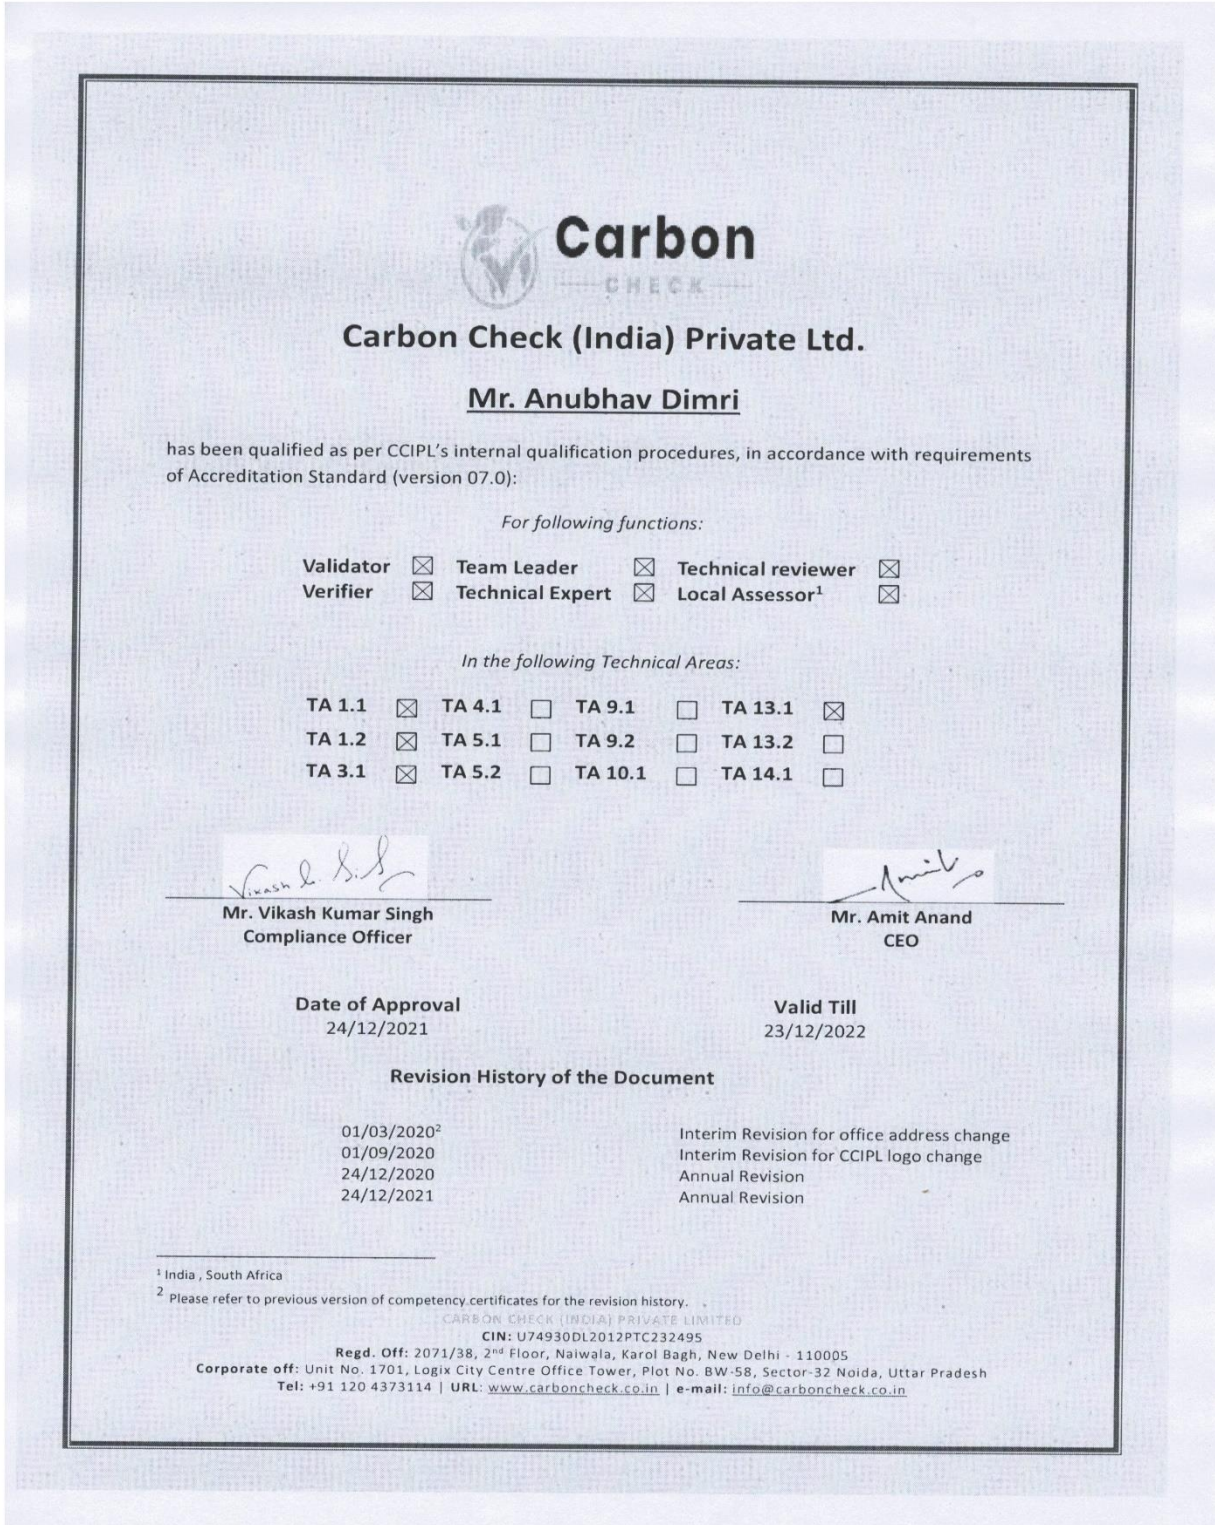 Carbon
CHECK
Carbon Check (India) Private Ltd.
Mr. Anubhav Dimri
has been qualified as per CCIPL's internal qualification procedures, in accordance with requirements
of Accreditation Standard (version 07.0):
For following functions:
Validator ☒ Team Leader ☒ Technical reviewer ☒
Verifier ☒ Technical Expert ☒ Local Assessor¹ ☒
In the following Technical Areas:
TA 1.1 ☒ TA 4.1 ☐ TA 9.1 ☐ TA 13.1 ☒
TA 1.2 ☒ TA 5.1 ☐ TA 9.2 ☐ TA 13.2 ☐
TA 3.1 ☒ TA 5.2 ☐ TA 10.1 ☐ TA 14.1 ☐
Vikash k. Amit
Mr. Vikash Kumar Singh Mr. Amit Anand
Compliance Officer CEO
Date of Approval Valid Till
24/12/2021 23/12/2022
Revision History of the Document
01/03/2020² Interim Revision for office address change
01/09/2020 Interim Revision for CCIPL logo change
24/12/2020 Annual Revision
24/12/2021 Annual Revision
¹ India , South Africa
² Please refer to previous version of competency certificates for the revision history.
CARBON CHECK (INDIA) PRIVATE LIMITED
CIN: U74930DL2012PTC232495
Regd. Off: 2071/38, 2nd Floor, Naiwala, Karol Bagh, New Delhi - 110005
Corporate off: Unit No. 1701, Logix City Centre Office Tower, Plot No. BW-58, Sector-32 Noida, Uttar Pradesh
Tel: +91 120 4373114 | URL: www.carboncheck.co.in | e-mail: info@carboncheck.co.in